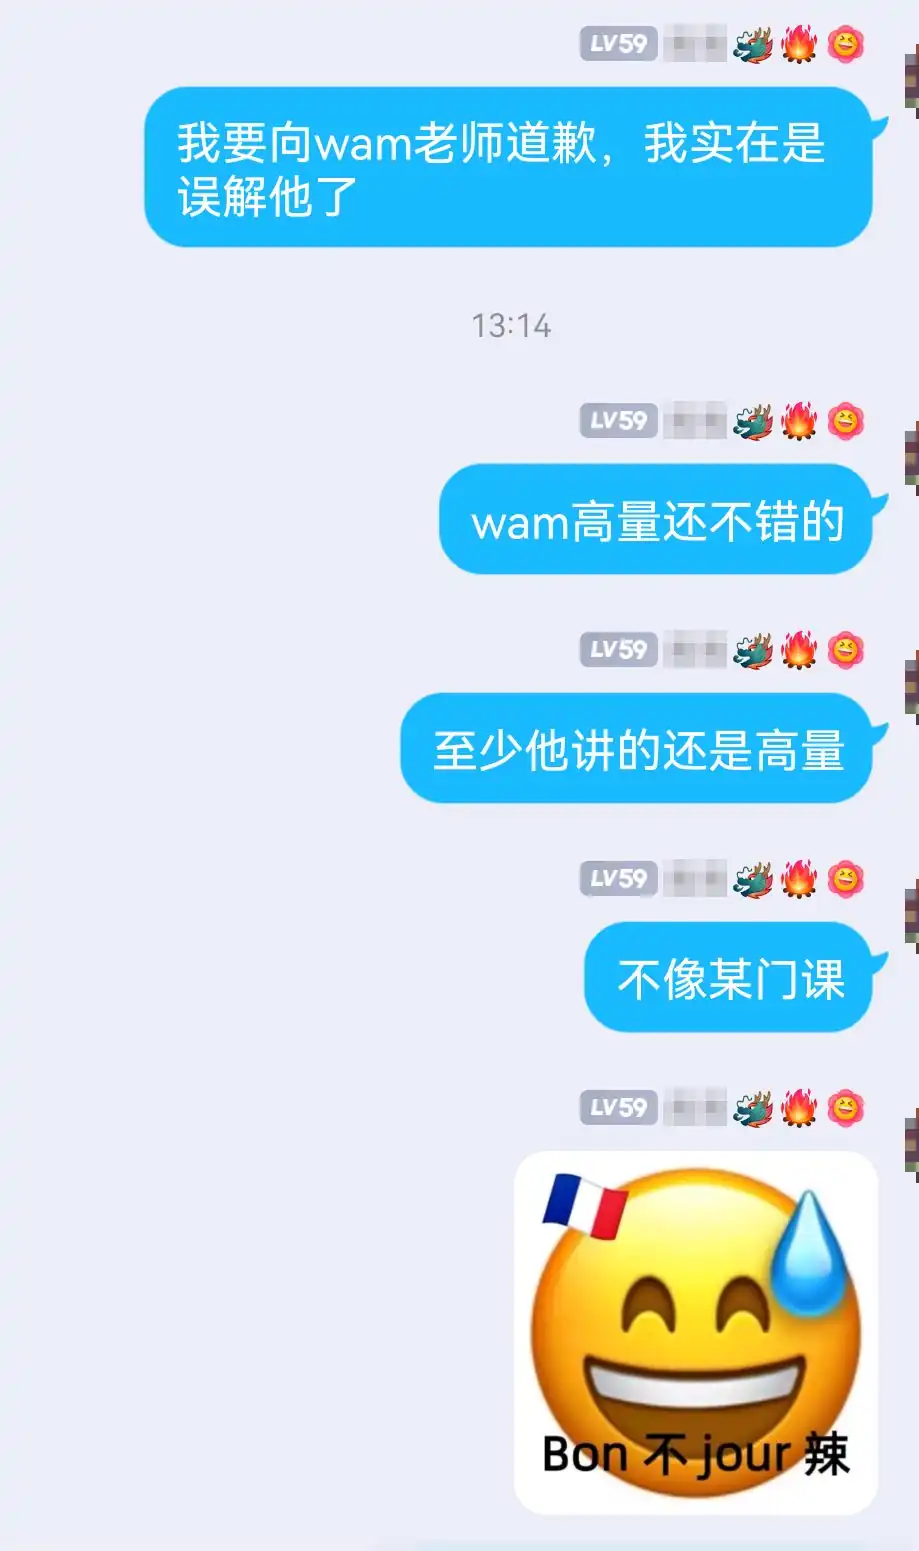 LV59
我要向wam老师道歉，我实在是
误解他了
13:14
LV59
wam高量还不错的
LV59
至少他讲的还是高量
LV59
不像某门课
LV59
Bon 不 jour 辣